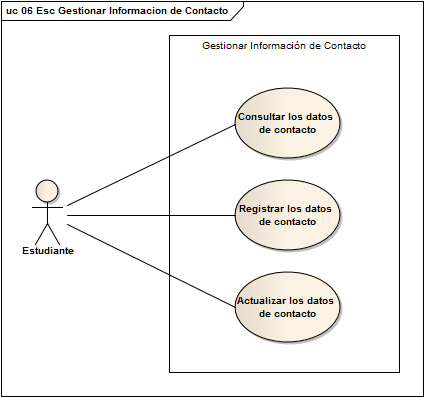 uc 06 Esc Gestionar Informacion de Contacto
Gestionar Información de Contacto
Consultar los datos
de contacto
Registrar los datos
de contacto
Estudiante
Actualizar los datos
de contacto